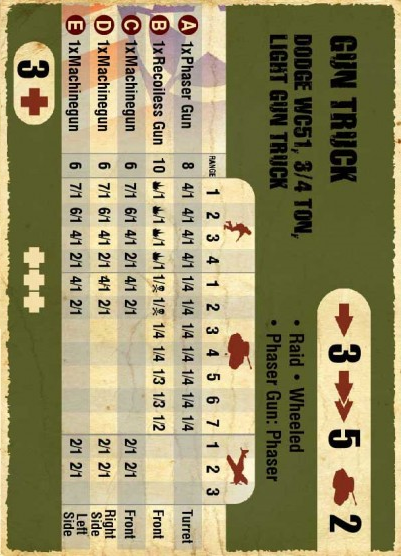 GUN TRUCK
DODGE WC51, 3/4 TON,
LIGHT GUN TRUCK
3 5 2
• Raid • Wheeled
• Phaser Gun: Phaser
RANGE 1 2 3 4 1 2 3 4 5 6 7 1 2 3
A 1xPhaser Gun 8 4/1 4/1 4/1 4/1 1/4 1/4 1/4 1/4 1/4 1/4 1/4 Turret
B 1xRecoiless Gun 10 /1 /1 /1 /1 1/ 1/ 1/4 1/4 1/3 1/3 1/2 Front
C 1xMachinegun 6 7/1 6/1 4/1 2/1 4/1 2/1 2/1 2/1 Front
D 1xMachinegun 6 7/1 6/1 4/1 2/1 4/1 2/1 2/1 2/1 Right Side
E 1xMachinegun 6 7/1 6/1 4/1 2/1 4/1 2/1 2/1 2/1 Left Side
3